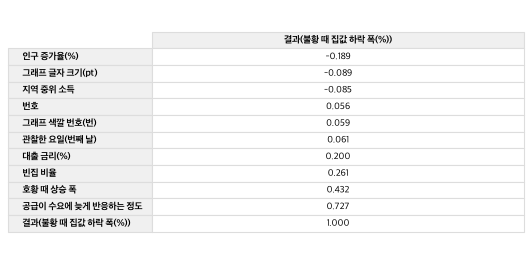 결과(불황 때 집값 하락 폭(%))
인구 증가율(%) -0.189
그래프 글자 크기(pt) -0.089
지역 중위 소득 -0.085
번호 0.056
그래프 색깔 번호(번) 0.059
관찰한 요일(번째 날) 0.061
대출 금리(%) 0.200
빈집 비율 0.261
호황 때 상승 폭 0.432
공급이 수요에 늦게 반응하는 정도 0.727
결과(불황 때 집값 하락 폭(%)) 1.000